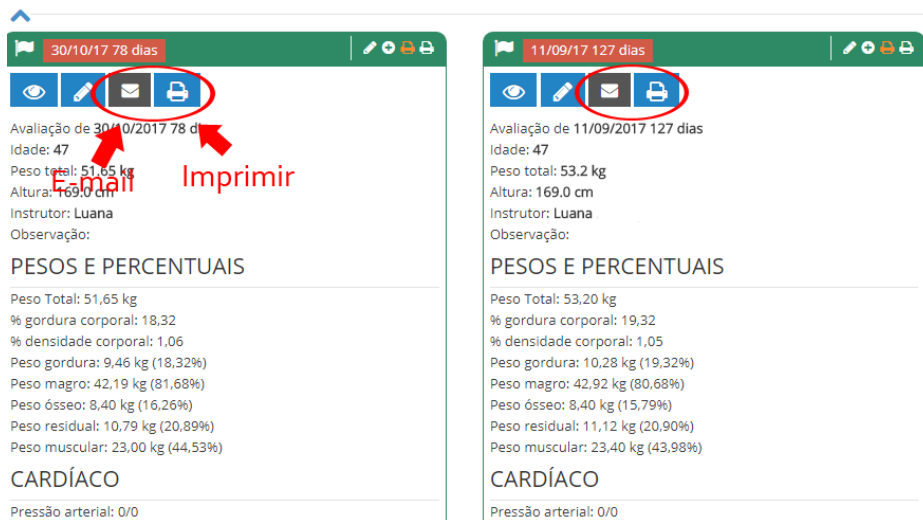 30/10/17 78 dias
Avaliação de 30/10/2017 78 dias
Idade: 47
Peso total: 51,65 kg
Altura: 169.0 cm
Instrutor: Luana
Observação:
E-mail
Imprimir
PESOS E PERCENTUAIS
Peso Total: 51,65 kg
% gordura corporal: 18,32
% densidade corporal: 1,06
Peso gordura: 9,46 kg (18,32%)
Peso magro: 42,19 kg (81,68%)
Peso ósseo: 8,40 kg (16,26%)
Peso residual: 10,79 kg (20,89%)
Peso muscular: 23,00 kg (44,53%)
CARDÍACO
Pressão arterial: 0/0
11/09/17 127 dias
Avaliação de 11/09/2017 127 dias
Idade: 47
Peso total: 53.2 kg
Altura: 169.0 cm
Instrutor: Luana
Observação:
PESOS E PERCENTUAIS
Peso Total: 53,20 kg
% gordura corporal: 19,32
% densidade corporal: 1,05
Peso gordura: 10,28 kg (19,32%)
Peso magro: 42,92 kg (80,68%)
Peso ósseo: 8,40 kg (15,79%)
Peso residual: 11,12 kg (20,90%)
Peso muscular: 23,40 kg (43,98%)
CARDÍACO
Pressão arterial: 0/0